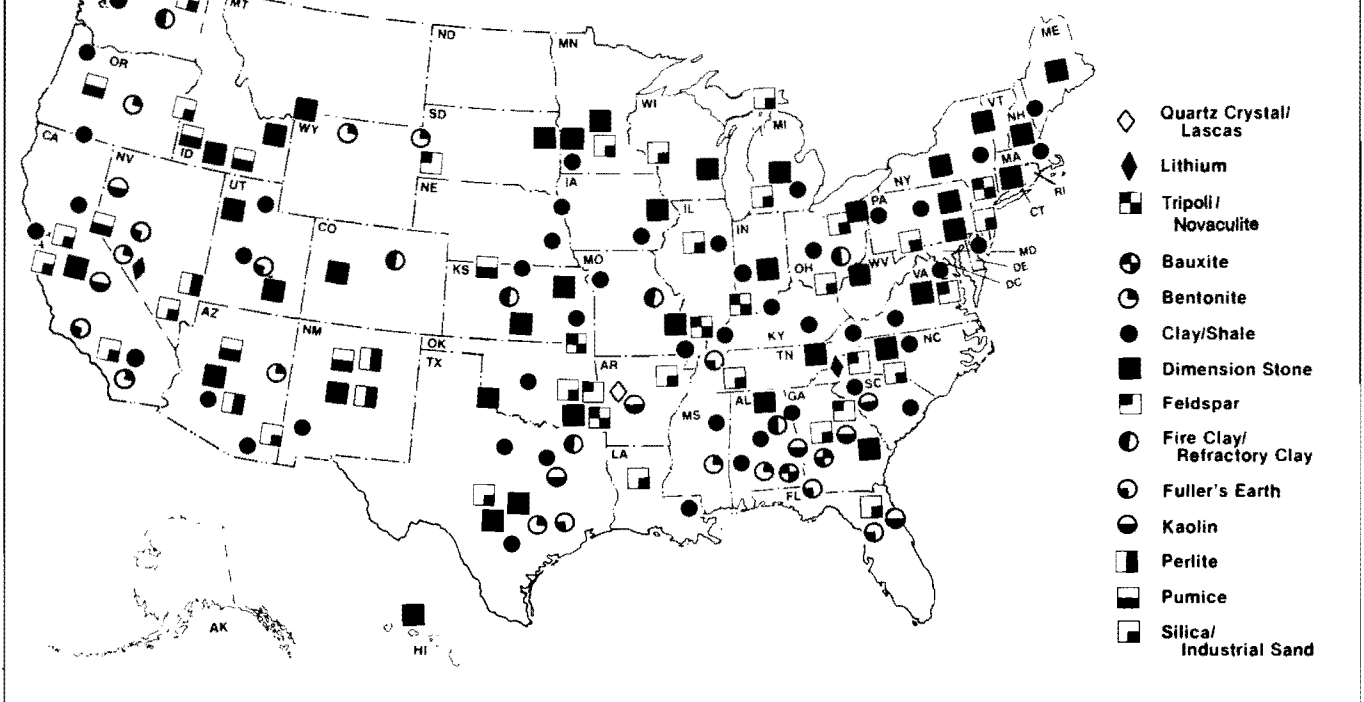 MT
ND
MN
ME
OR
WI
VT
NH
SD
WY
MI
CA
ID
NV
MA
NE
IA
NY
RI
UT
CT
PA
IL
CO
IN
MO
OH
MD
KS
WV
DE
VA
DC
AZ
NM
KY
NC
OK
TN
TX
AR
SC
AL
GA
MS
LA
FL
AK
HI
Quartz Crystal/
Lascas
Lithium
Tripoli/
Novaculite
Bauxite
Bentonite
Clay/Shale
Dimension Stone
Feldspar
Fire Clay/
Refractory Clay
Fuller's Earth
Kaolin
Perlite
Pumice
Silica/
Industrial Sand